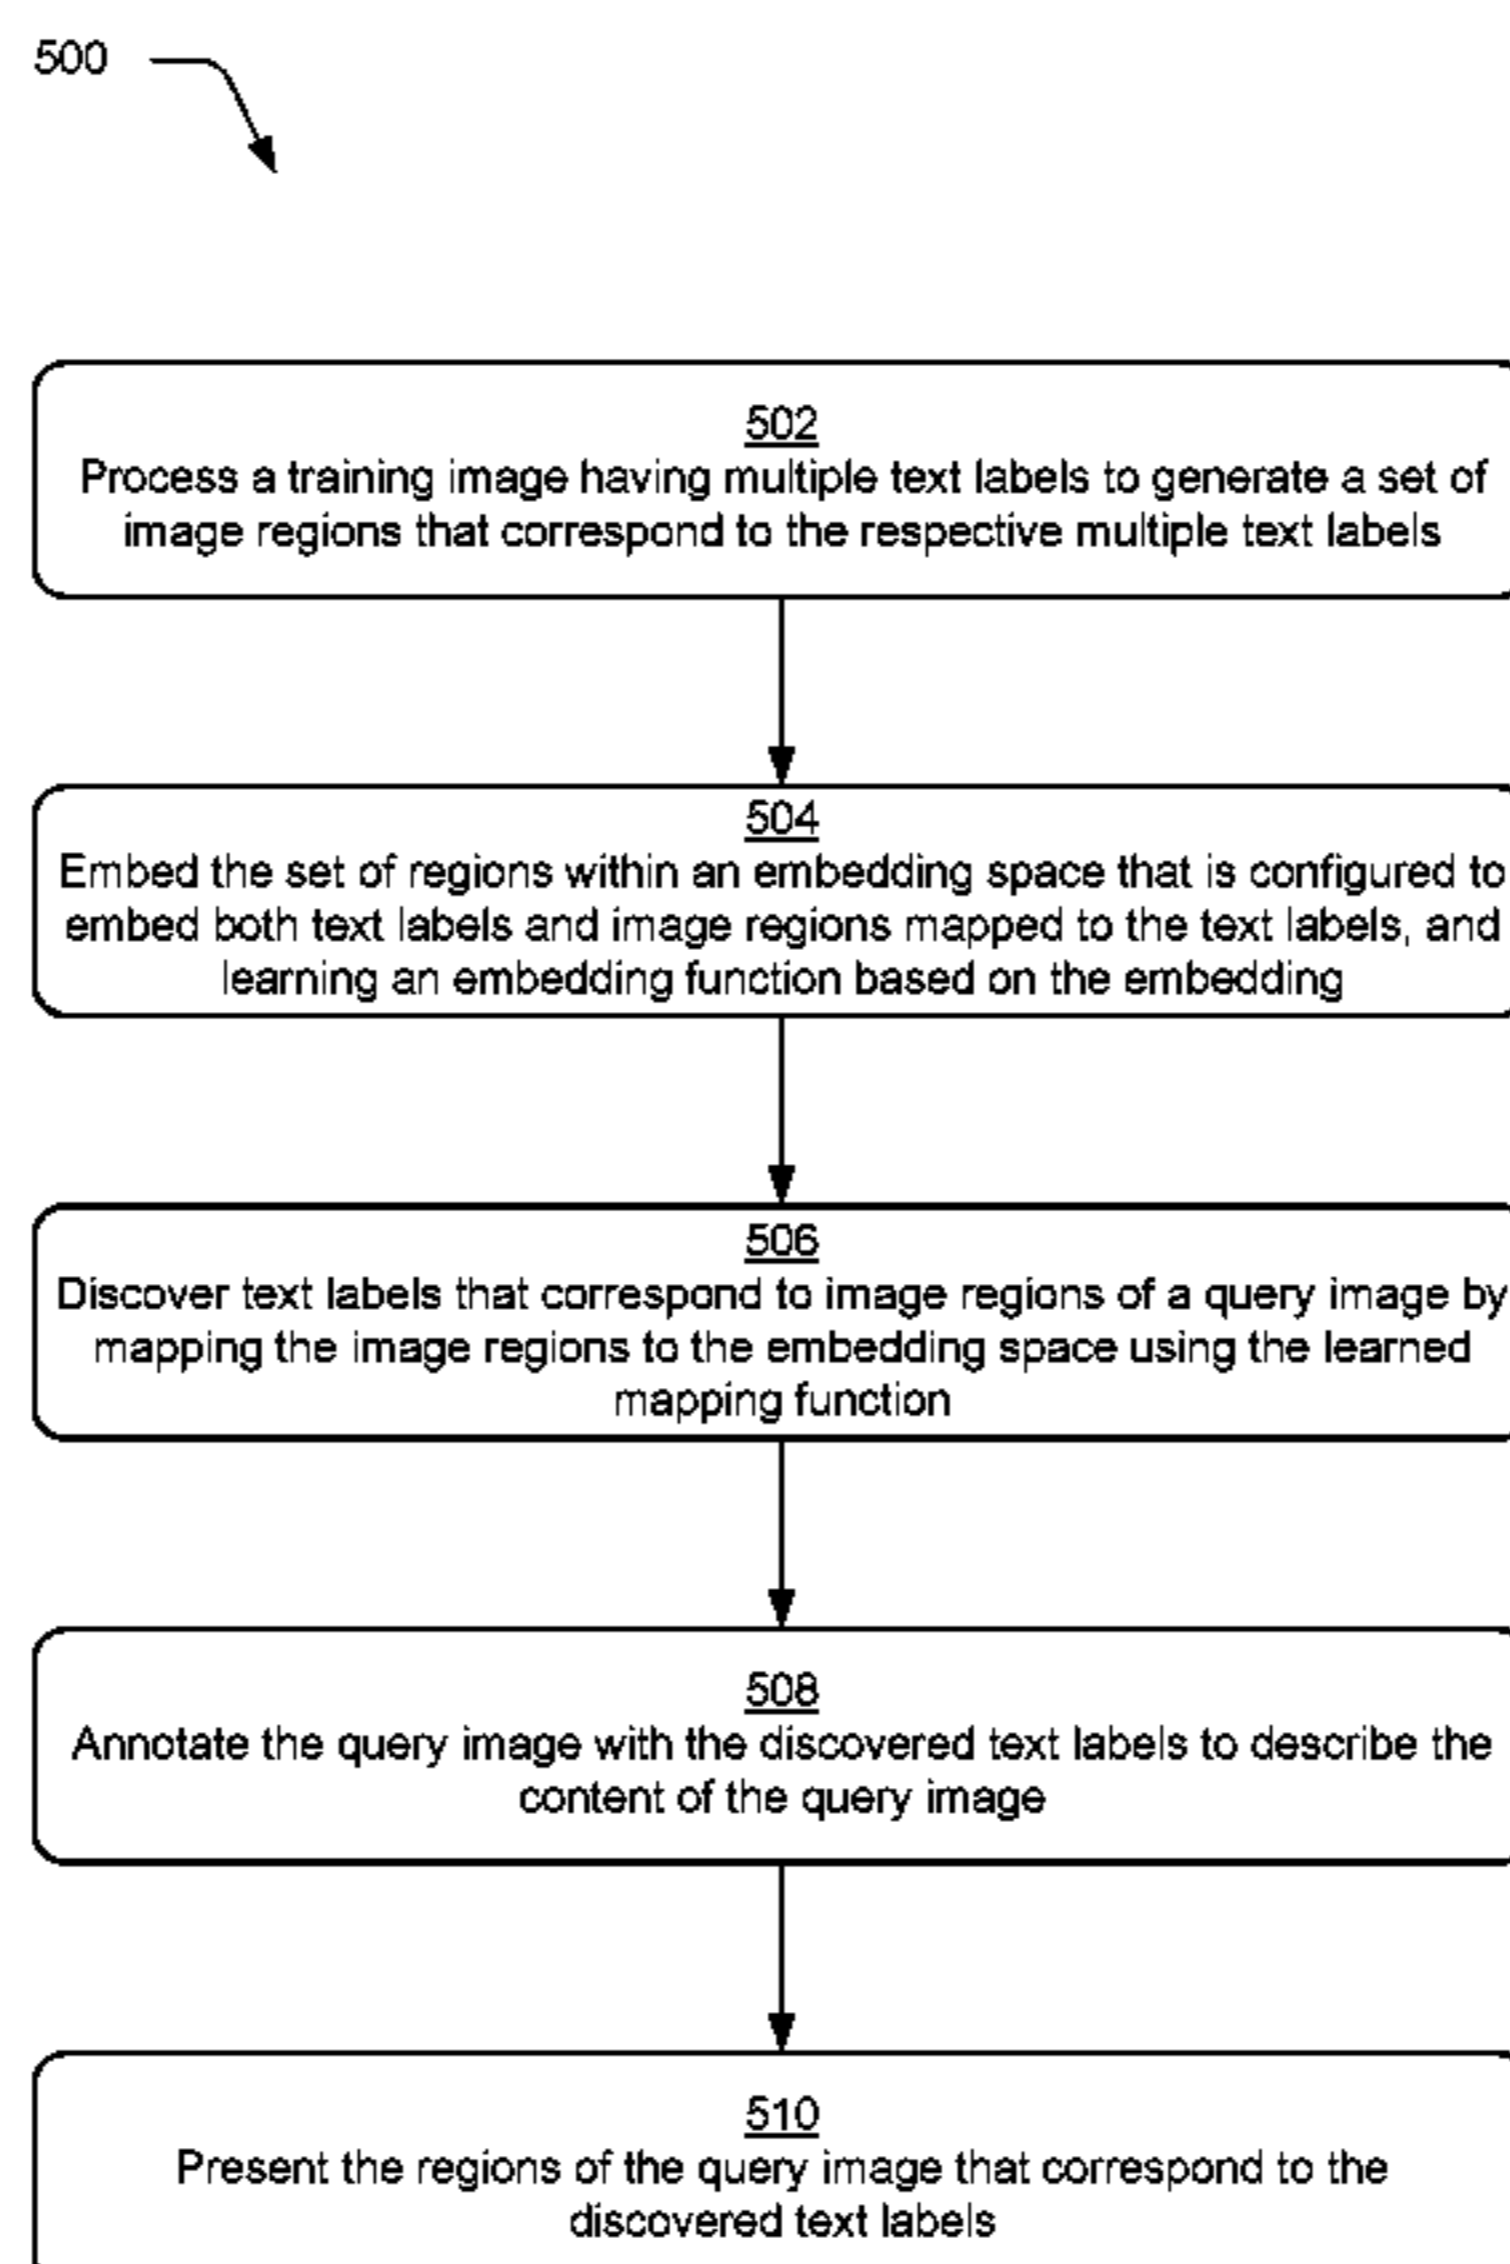 500
502
Process a training image having multiple text labels to generate a set of
image regions that correspond to the respective multiple text labels
504
Embed the set of regions within an embedding space that is configured to
embed both text labels and image regions mapped to the text labels, and
learning an embedding function based on the embedding
506
Discover text labels that correspond to image regions of a query image by
mapping the image regions to the embedding space using the learned
mapping function
508
Annotate the query image with the discovered text labels to describe the
content of the query image
510
Present the regions of the query image that correspond to the
discovered text labels